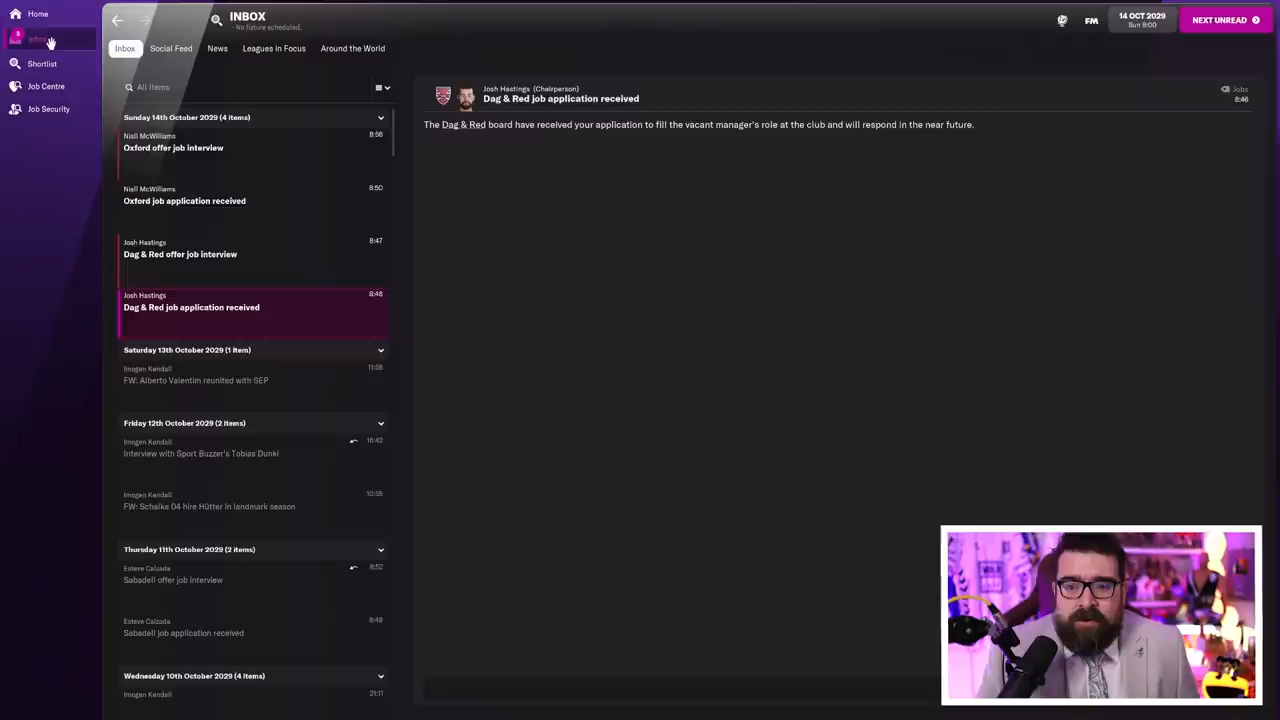 Home
INBOX
- No fixture scheduled.
FM
14 OCT 2029
Sun 9:00
NEXT UNREAD
3
Inbox
Inbox
Social Feed
News
Leagues in Focus
Around the World
Shortlist
Job Centre
Job Security
All Items
Josh Hastings (Chairperson)
Dag & Red job application received
Jobs
8:46
The Dag & Red board have received your application to fill the vacant manager's role at the club and will respond in the near future.
Sunday 14th October 2029 (4 items)
Niall McWilliams
8:56
Oxford offer job interview
Niall McWilliams
8:50
Oxford job application received
Josh Hastings
8:47
Dag & Red offer job interview
Josh Hastings
8:46
Dag & Red job application received
Saturday 13th October 2029 (1 item)
Imogen Kendall
11:58
FW: Alberto Valentim reunited with SEP
Friday 12th October 2029 (2 items)
Imogen Kendall
16:42
Interview with Sport Buzzer's Tobias Dunki
Imogen Kendall
10:55
FW: Schalke 04 hire Hütter in landmark season
Thursday 11th October 2029 (2 items)
Esteve Calzada
8:52
Sabadell offer job interview
Esteve Calzada
8:49
Sabadell job application received
Wednesday 10th October 2029 (4 items)
Imogen Kendall
21:11